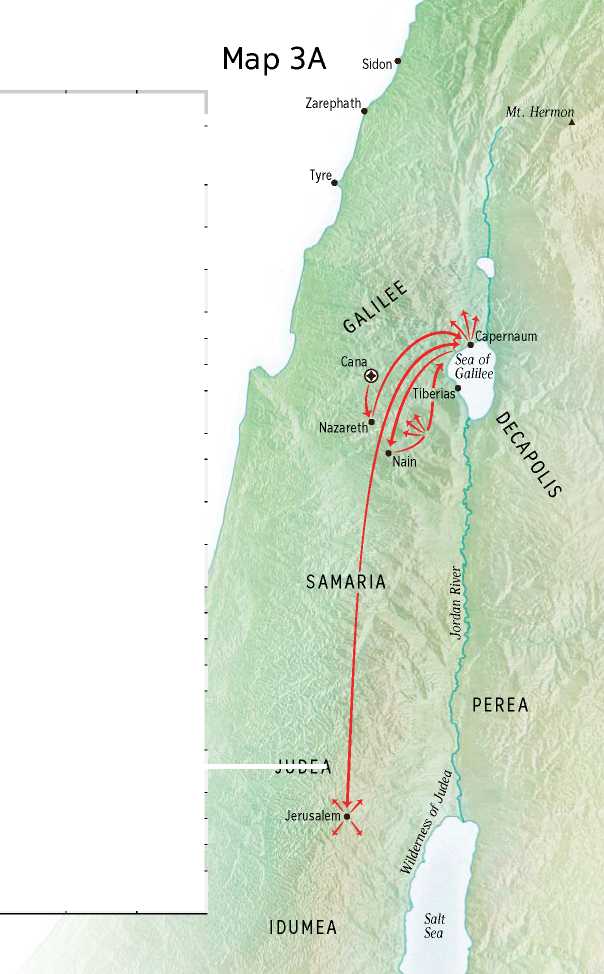 Map 3A
Sidon
Zarephath
Mt. Hermon
Tyre
GALILEE
Capernaum
Cana
Sea of
Galilee
Tiberias
Nazareth
DECAPOLIS
Nain
SAMARIA
Jordan River
PEREA
JUDEA
Wilderness of Judea
Jerusalem
IDUMEA
Salt
Sea